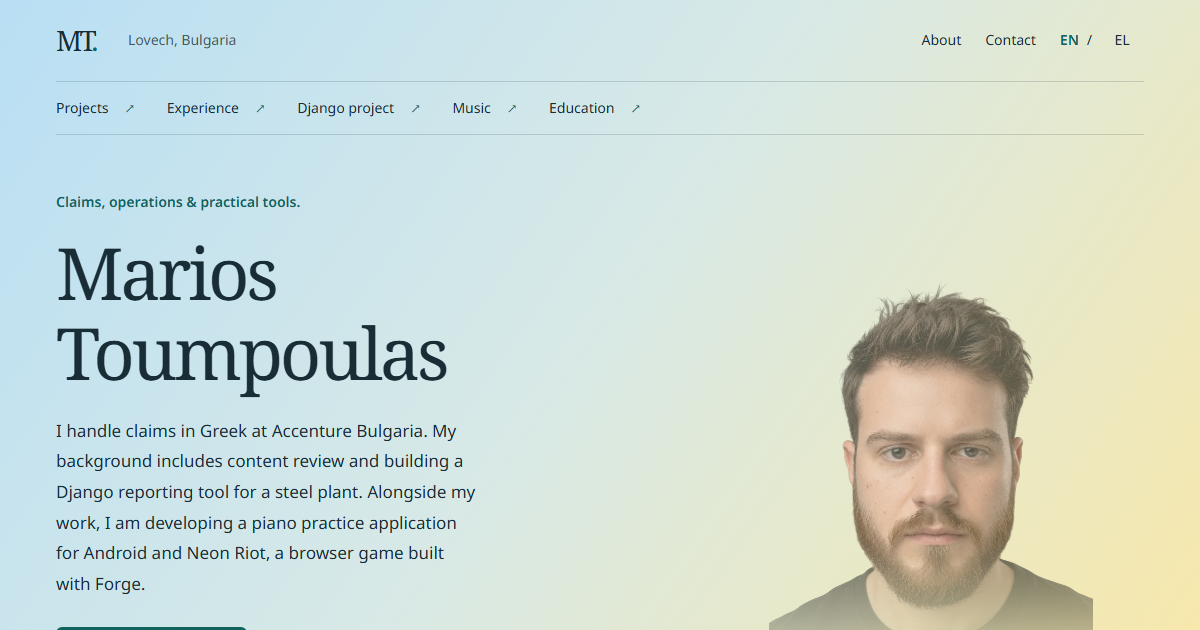 MT. Lovech, Bulgaria About Contact EN / EL
Projects ↗ Experience ↗ Django project ↗ Music ↗ Education ↗
Claims, operations & practical tools.
Marios
Toumpoulas
I handle claims in Greek at Accenture Bulgaria. My
background includes content review and building a
Django reporting tool for a steel plant. Alongside my
work, I am developing a piano practice application
for Android and Neon Riot, a browser game built
with Forge.